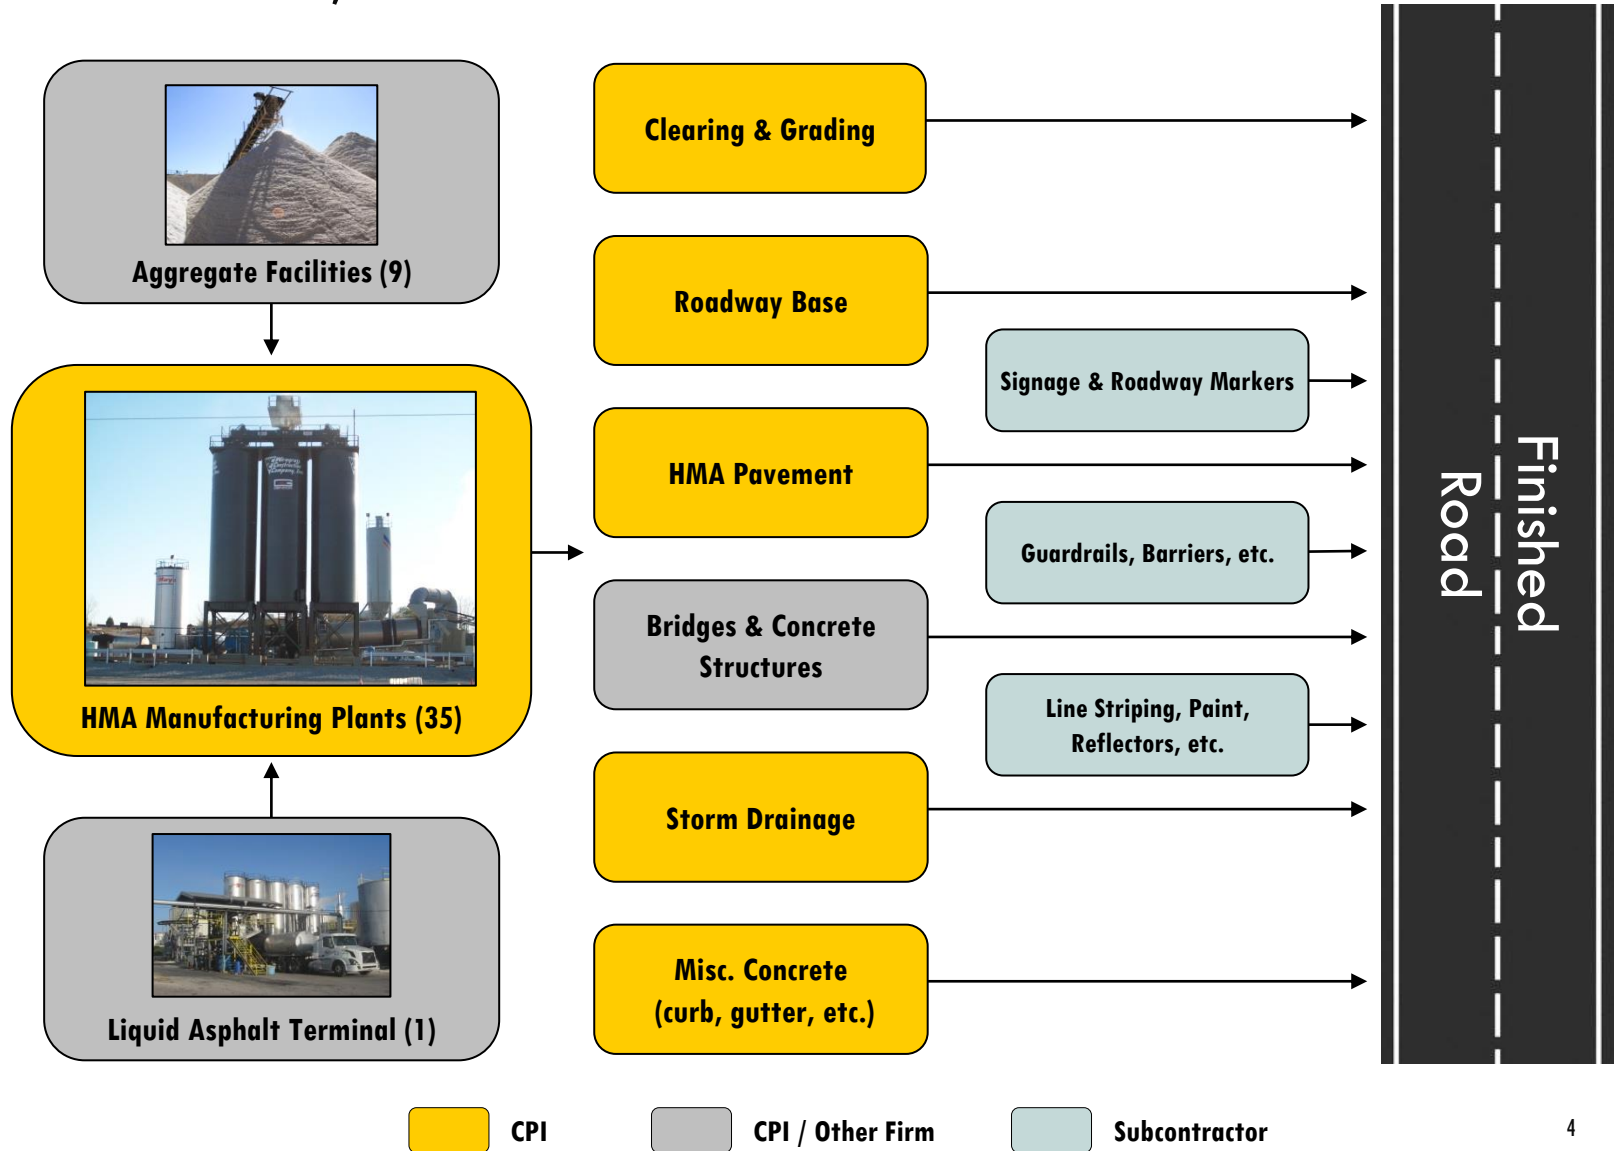 Clearing & Grading
Aggregate Facilities (9)
Roadway Base
Signage & Roadway Markers
HMA Pavement
Guardrails, Barriers, etc.
Bridges & Concrete
Structures
HMA Manufacturing Plants (35)
Line Striping, Paint,
Reflectors, etc.
Storm Drainage
Misc. Concrete
(curb, gutter, etc.)
Liquid Asphalt Terminal (1)
Finished
Road
CPI
CPI / Other Firm
Subcontractor
4